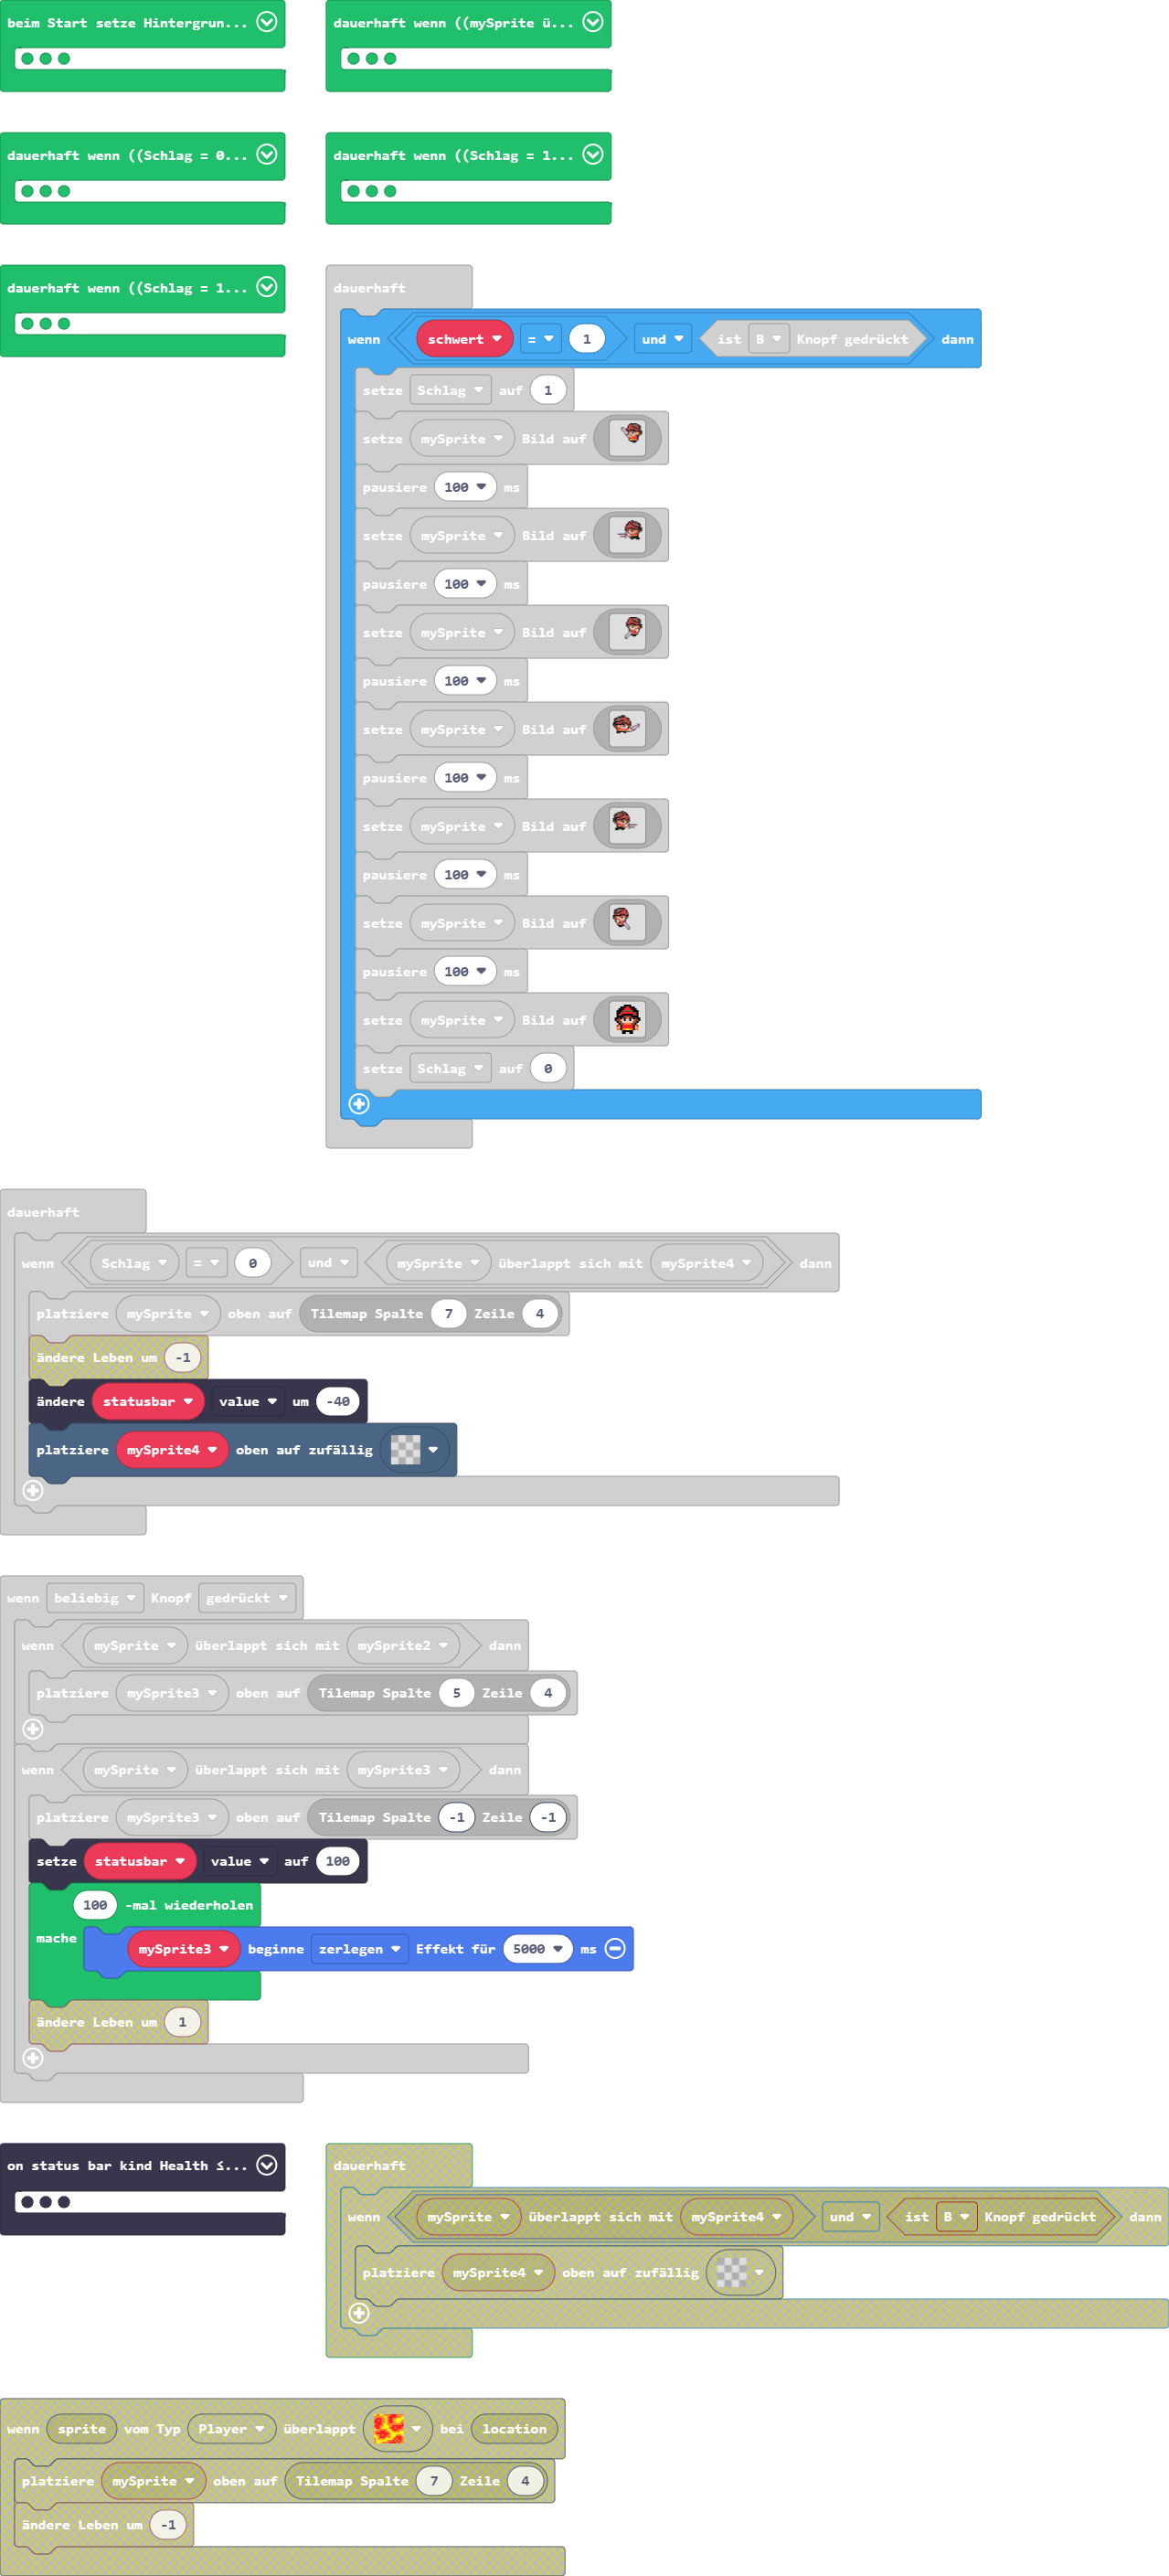 beim Start setze Hintergrun...
dauerhaft wenn ((mySprite ü...
dauerhaft wenn ((Schlag = 0...
dauerhaft wenn ((Schlag = 1...
dauerhaft wenn ((Schlag = 1...
dauerhaft
wenn schwert = 1 und ist B Knopf gedrückt dann
setze Schlag auf 1
setze mySprite Bild auf
pausiere 100 ms
setze mySprite Bild auf
pausiere 100 ms
setze mySprite Bild auf
pausiere 100 ms
setze mySprite Bild auf
pausiere 100 ms
setze mySprite Bild auf
pausiere 100 ms
setze mySprite Bild auf
pausiere 100 ms
setze mySprite Bild auf
setze Schlag auf 0
dauerhaft
wenn Schlag = 0 und mySprite überlappt sich mit mySprite4 dann
platziere mySprite oben auf Tilemap Spalte 7 Zeile 4
ändere Leben um -1
ändere statusbar value um -40
platziere mySprite4 oben auf zufällig
wenn beliebig Knopf gedrückt
wenn mySprite überlappt sich mit mySprite2 dann
platziere mySprite3 oben auf Tilemap Spalte 5 Zeile 4
wenn mySprite überlappt sich mit mySprite3 dann
platziere mySprite3 oben auf Tilemap Spalte -1 Zeile -1
setze statusbar value auf 100
100 -mal wiederholen
mache mySprite3 beginne zerlegen Effekt für 5000 ms
ändere Leben um 1
on status bar kind Health ≤...
dauerhaft
wenn mySprite überlappt sich mit mySprite4 und ist B Knopf gedrückt dann
platziere mySprite4 oben auf zufällig
wenn sprite vom Typ Player überlappt bei location
platziere mySprite oben auf Tilemap Spalte 7 Zeile 4
ändere Leben um -1